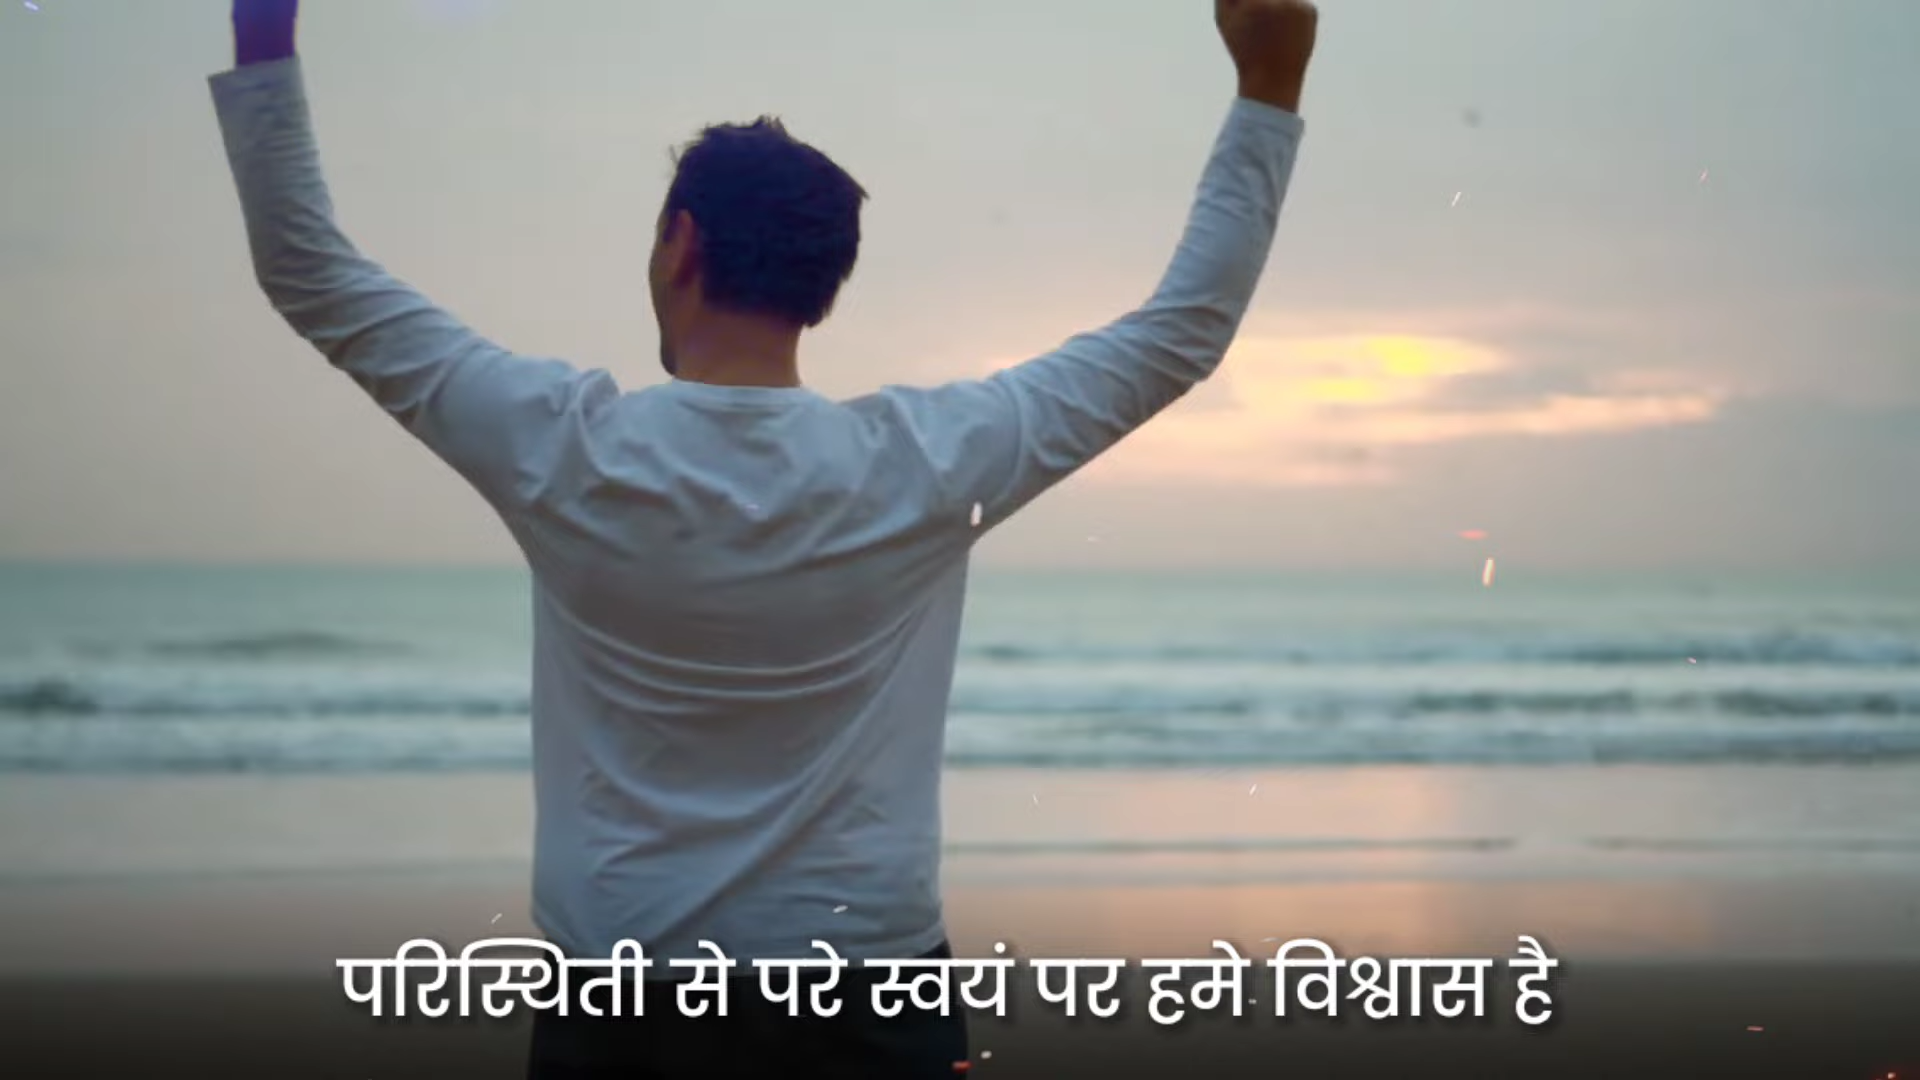 परिस्थिती से परे स्वयं पर हमे विश्वास है